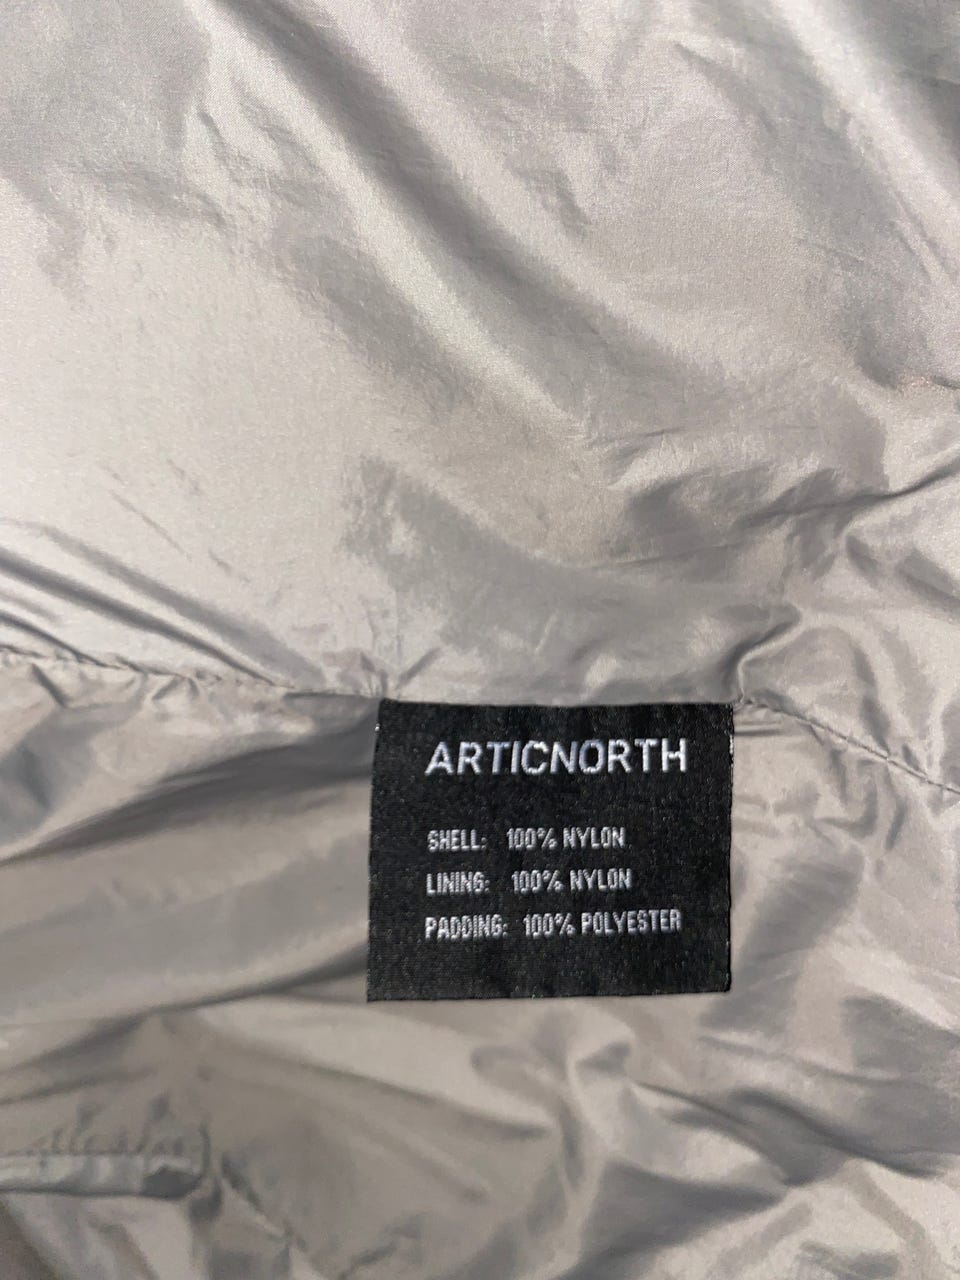 ARTICNORTH
SHELL: 100% NYLON
LINING: 100% NYLON
PADDING: 100% POLYESTER